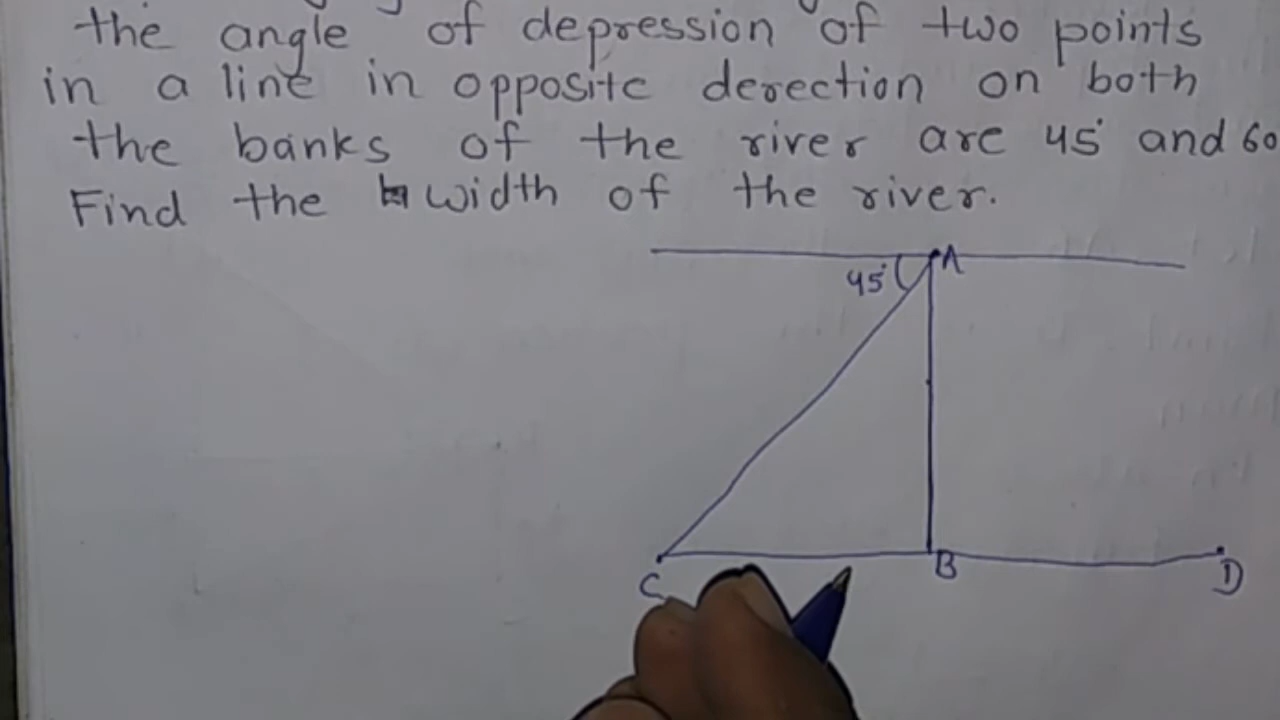 the angle of depression of two points
in a line in opposite derection on both
the banks of the river are 45° and 60
Find the width of the river.
A
45°
B
C
D